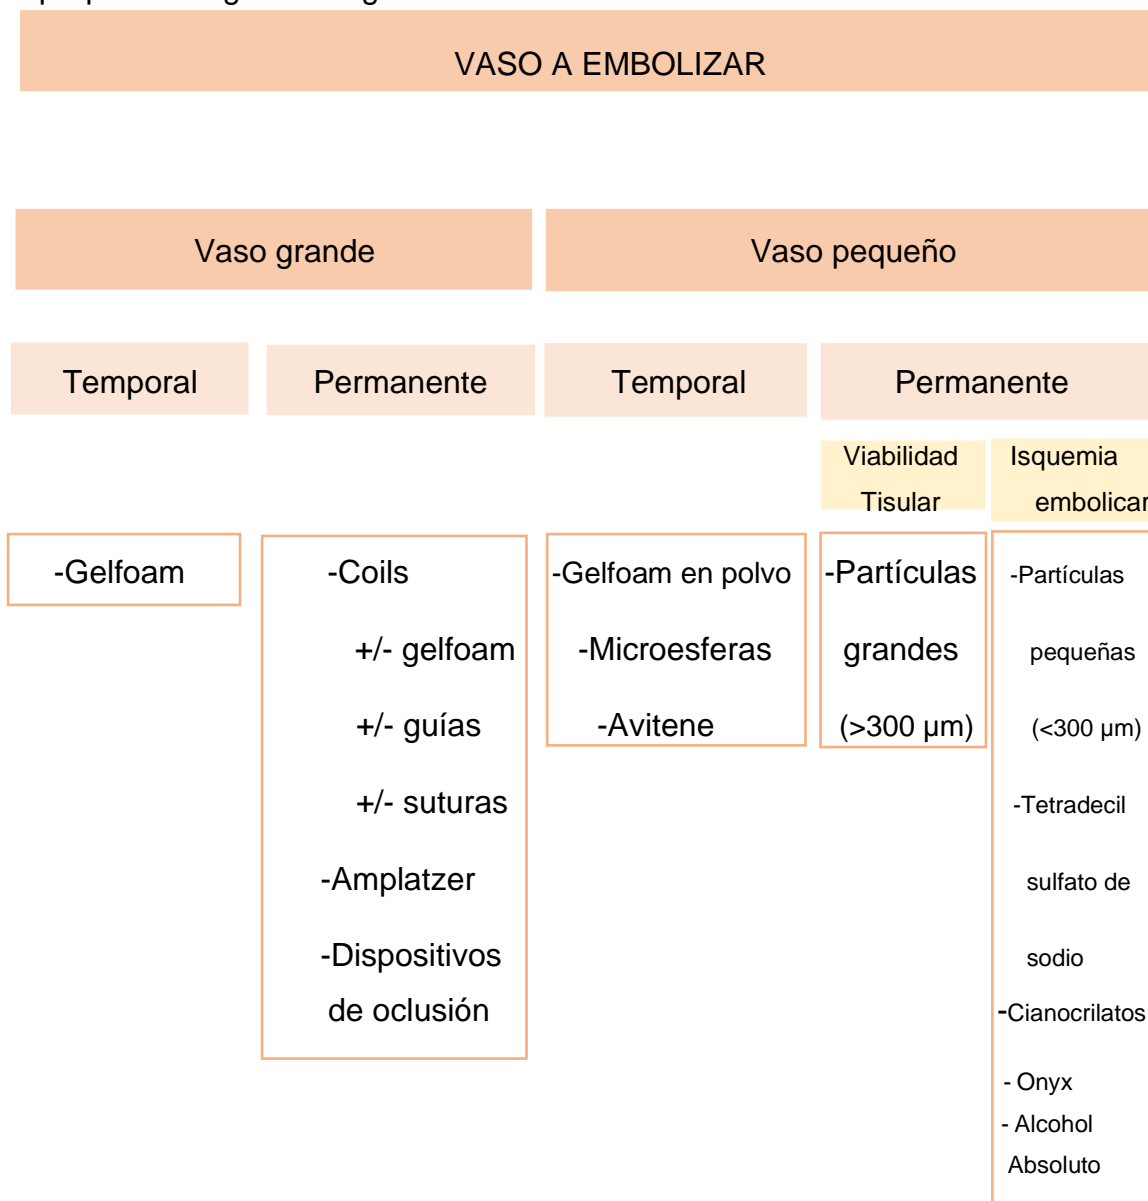 VASO A EMBOLIZAR
Vaso grande
Vaso pequeño
Temporal
Permanente
Temporal
Permanente
Viabilidad
Tisular
Isquemia
embolicar
-Gelfoam
-Coils
+/- gelfoam
+/- guías
+/- suturas
-Amplatzer
-Dispositivos
de oclusión
-Gelfoam en polvo
-Microesferas
-Avitene
-Partículas
grandes
(>300 µm)
-Partículas
pequeñas
(<300 µm)
-Tetradecil
sulfato de
sodio
-Cianocrilatos
- Onyx
- Alcohol
Absoluto